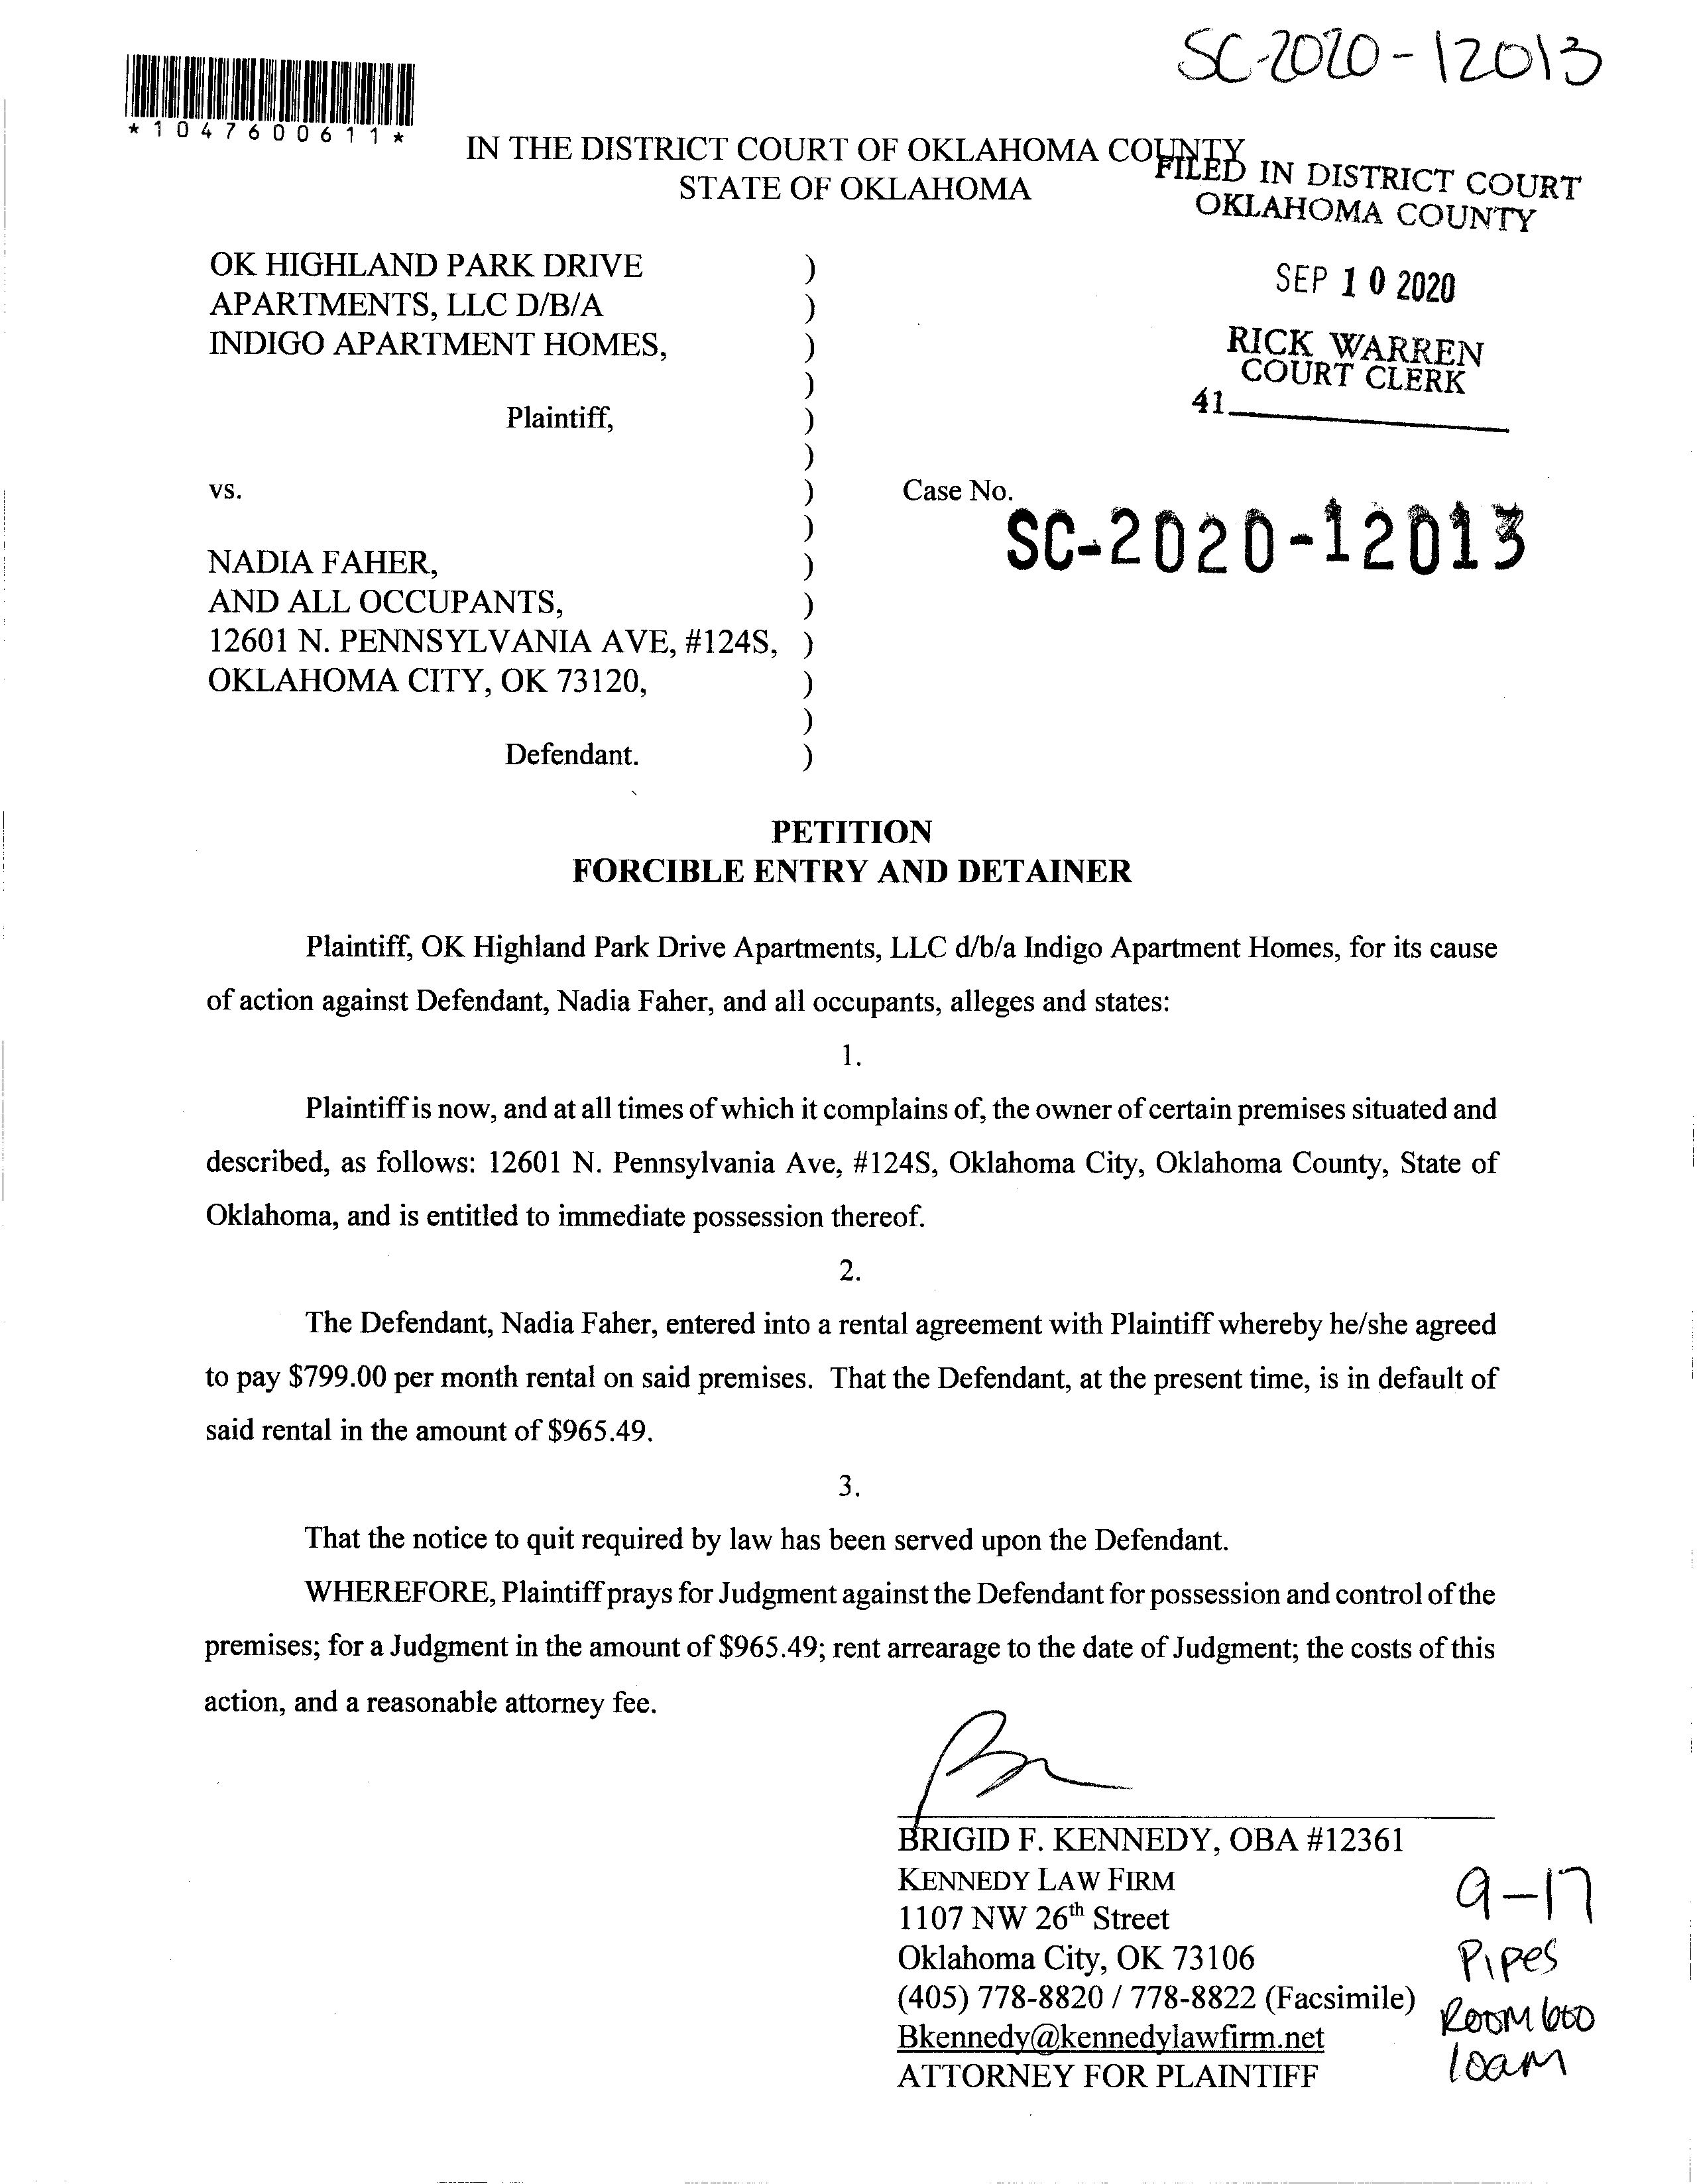 SC-2020-12013
*1047600611*
IN THE DISTRICT COURT OF OKLAHOMA COUNTY
STATE OF OKLAHOMA
FILED IN DISTRICT COURT
OKLAHOMA COUNTY
SEP 10 2020
RICK WARREN
COURT CLERK
41
OK HIGHLAND PARK DRIVE )
APARTMENTS, LLC D/B/A )
INDIGO APARTMENT HOMES, )
)
Plaintiff, )
)
vs. ) Case No.
SC-2020-12013
)
NADIA FAHER, )
AND ALL OCCUPANTS, )
12601 N. PENNSYLVANIA AVE, #124S, )
OKLAHOMA CITY, OK 73120, )
)
Defendant. )
PETITION
FORCIBLE ENTRY AND DETAINER
Plaintiff, OK Highland Park Drive Apartments, LLC d/b/a Indigo Apartment Homes, for its cause
of action against Defendant, Nadia Faher, and all occupants, alleges and states:
1.
Plaintiff is now, and at all times of which it complains of, the owner of certain premises situated and
described, as follows: 12601 N. Pennsylvania Ave, #124S, Oklahoma City, Oklahoma County, State of
Oklahoma, and is entitled to immediate possession thereof.
2.
The Defendant, Nadia Faher, entered into a rental agreement with Plaintiff whereby he/she agreed
to pay $799.00 per month rental on said premises. That the Defendant, at the present time, is in default of
said rental in the amount of $965.49.
3.
That the notice to quit required by law has been served upon the Defendant.
WHEREFORE, Plaintiff prays for Judgment against the Defendant for possession and control of the
premises; for a Judgment in the amount of $965.49; rent arrearage to the date of Judgment; the costs of this
action, and a reasonable attorney fee.
BRIGID F. KENNEDY, OBA #12361
KENNEDY LAW FIRM
1107 NW 26th Street
Oklahoma City, OK 73106
(405) 778-8820 / 778-8822 (Facsimile)
Bkennedy@kennedylawfirm.net
ATTORNEY FOR PLAINTIFF
9-17
Pipes
Room 600
10am